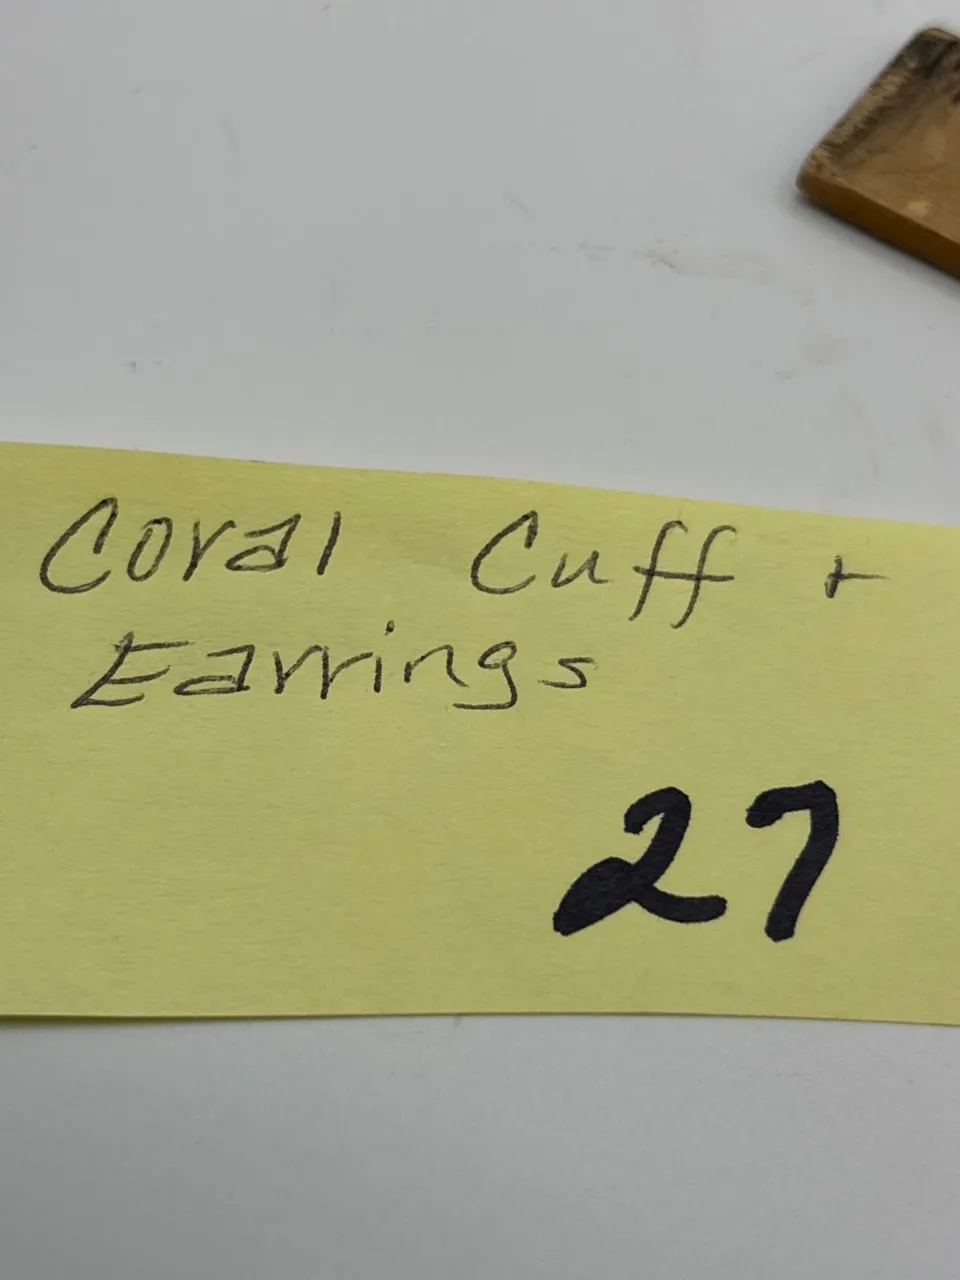 Coral Cuff +
Earrings
27